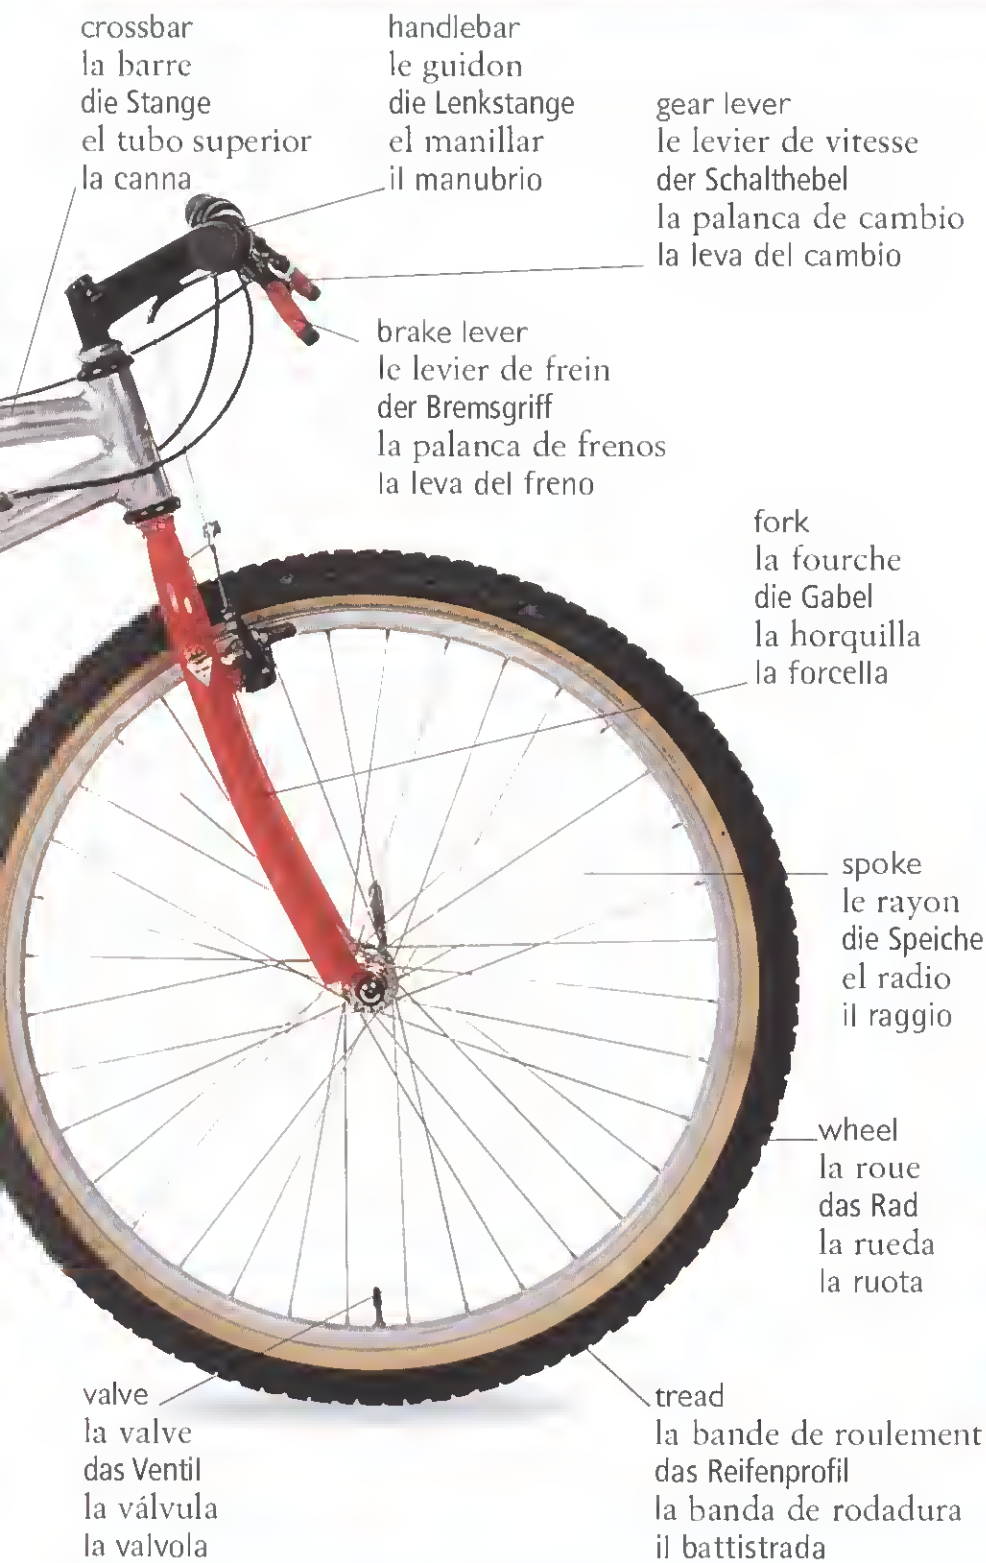 crossbar
la barre
die Stange
el tubo superior
la canna
handlebar
le guidon
die Lenkstange
el manillar
il manubrio
gear lever
le levier de vitesse
der Schalthebel
la palanca de cambio
la leva del cambio
brake lever
le levier de frein
der Bremsgriff
la palanca de frenos
la leva del freno
fork
la fourche
die Gabel
la horquilla
la forcella
spoke
le rayon
die Speiche
el radio
il raggio
wheel
la roue
das Rad
la rueda
la ruota
valve
la valve
das Ventil
la válvula
la valvola
tread
la bande de roulement
das Reifenprofil
la banda de rodadura
il battistrada